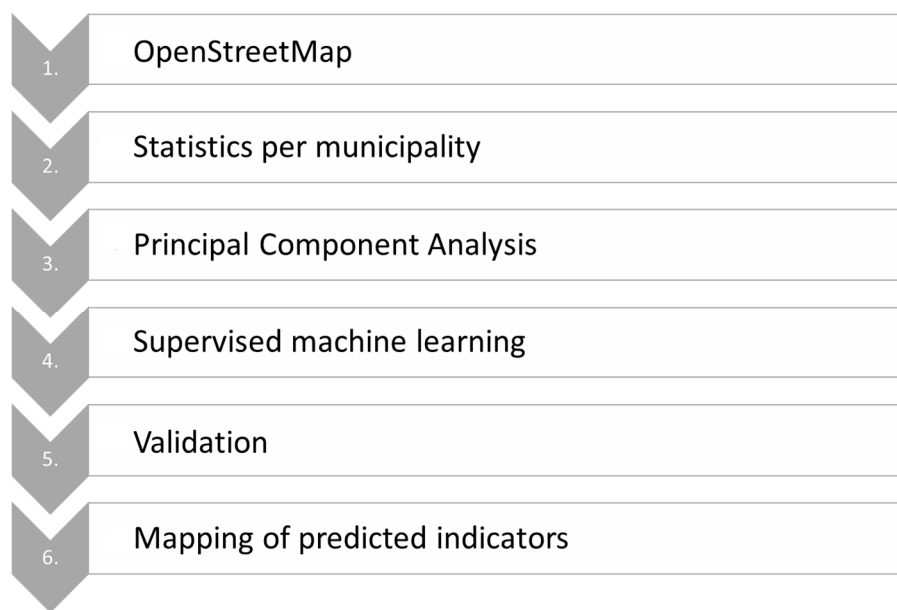 1. OpenStreetMap
2. Statistics per municipality
3. Principal Component Analysis
4. Supervised machine learning
5. Validation
6. Mapping of predicted indicators